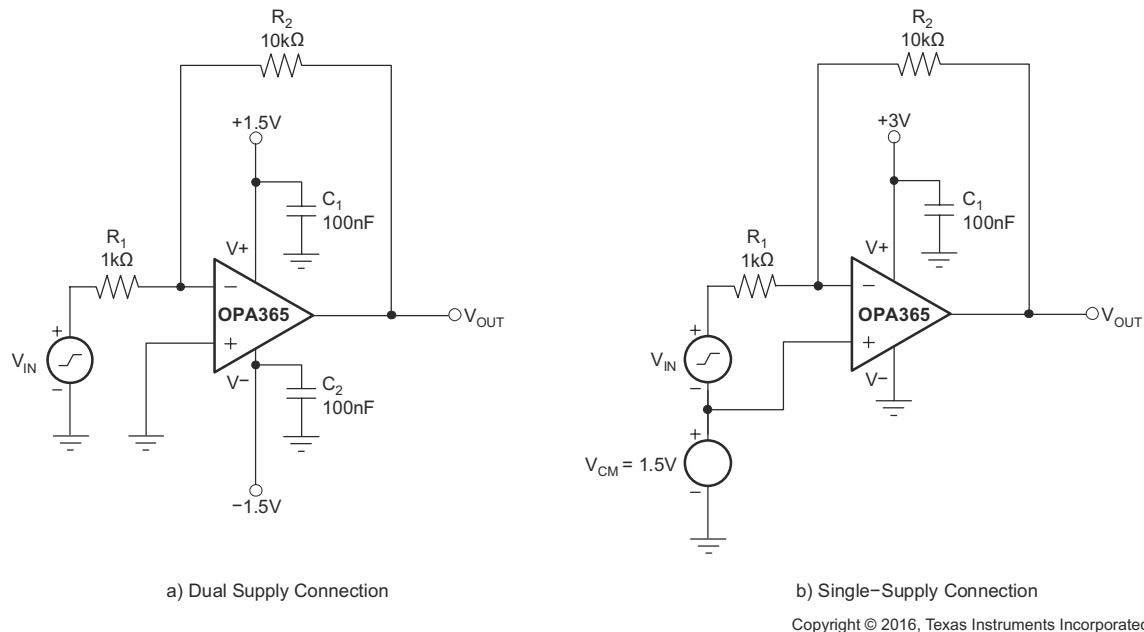 R2
10kΩ
+1.5V
C1
100nF
R1
1kΩ
V+
−
OPA365
+
V−
VOUT
+
VIN
−
C2
100nF
−1.5V
a) Dual Supply Connection
R2
10kΩ
+3V
C1
100nF
R1
1kΩ
V+
−
OPA365
+
V−
VOUT
+
VIN
−
+
VCM = 1.5V
−
b) Single−Supply Connection
Copyright © 2016, Texas Instruments Incorporated